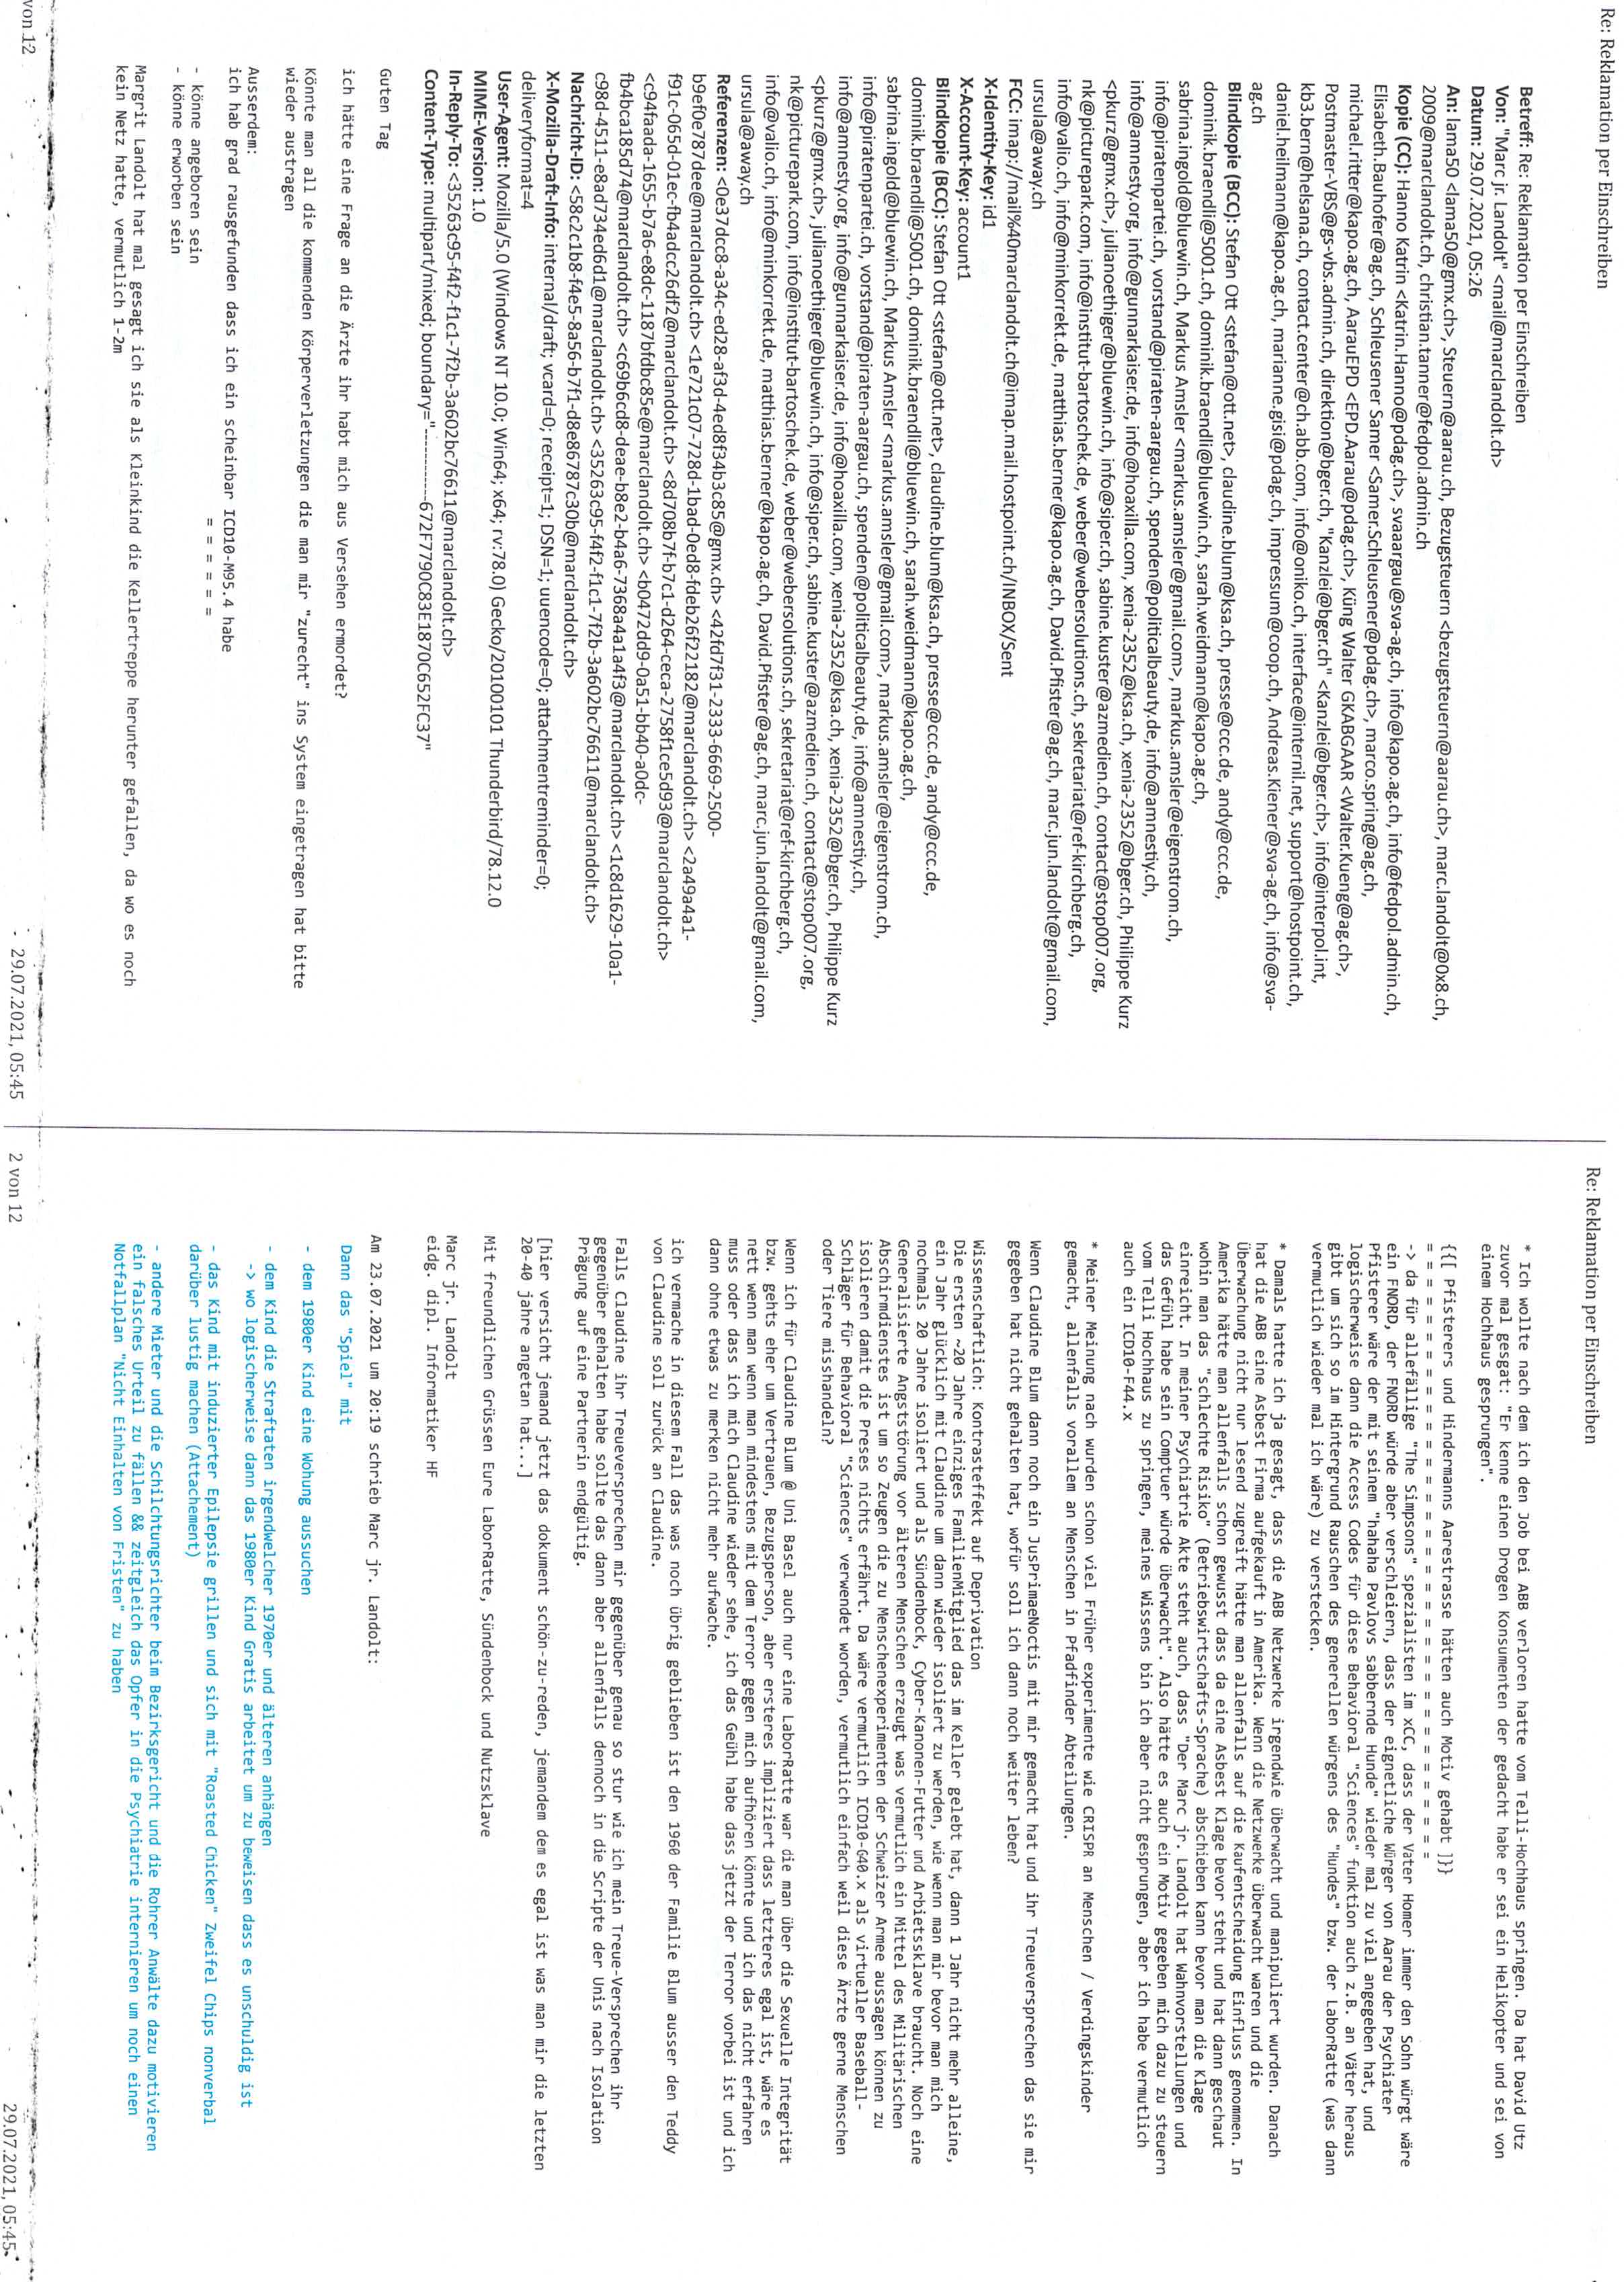 Re: Reklamation per Einschreiben
Betreff: Re: Reklamation per Einschreiben
Von: "Marc jr. Landolt" <mail@marclandolt.ch>
Datum: 29.07.2021, 05:26
An: lama50 <lama50@gmx.ch>, Steuern@aarau.ch, Bezugsteuern <bezugsteuern@aarau.ch>, marc.landolt@0x8.ch,
2009@marclandolt.ch, christian.tanner@fedpol.admin.ch
Kopie (CC): Hanno Katrin <Katrin.Hanno@pdag.ch>, svaaargau@sva-ag.ch, info@kapo.ag.ch, info@fedpol.admin.ch,
Elisabeth.Bauhofer@ag.ch, Schleusener Samer <Samer.Schleusener@pdag.ch>, marco.spring@ag.ch,
michael.ritter@kapo.ag.ch, AarauEPD <EPD.Aarau@pdag.ch>, Küng Walter GKABGAAR <Walter.Kueng@ag.ch>,
Postmaster-VBS@gs-vbs.admin.ch, direktion@bger.ch, "Kanzlei@bger.ch" <Kanzlei@bger.ch>, info@interpol.int,
kb3.bern@helsana.ch, contact.center@ch.abb.com, info@oniko.ch, interface@internil.net, support@hostpoint.ch,
daniel.heilmann@kapo.ag.ch, marianne.gisi@pdag.ch, impressum@coop.ch, Andreas.Kiener@sva-ag.ch, info@sva-
ag.ch
Blindkopie (BCC): Stefan Ott <stefan@ott.net>, claudine.blum@ksa.ch, presse@ccc.de, andy@ccc.de,
dominik.braendli@5001.ch, dominik.braendli@bluewin.ch, sarah.weidmann@kapo.ag.ch,
sabrina.ingold@bluewin.ch, Markus Amsler <markus.amsler@gmail.com>, markus.amsler@eigenstrom.ch,
info@piratenpartei.ch, vorstand@piraten-aargau.ch, spenden@politicalbeauty.de, info@amnestiy.ch,
info@amnesty.org, info@gunnarkaiser.de, info@hoaxilla.com, xenia-2352@ksa.ch, xenia-2352@bger.ch, Philippe Kurz
<pkurz@gmx.ch>, julianoethiger@bluewin.ch, info@siper.ch, sabine.kuster@azmedien.ch, contact@stop007.org,
nk@picturepark.com, info@institut-bartoschek.de, weber@webersolutions.ch, sekretariat@ref-kirchberg.ch,
info@valio.ch, info@minkorrekt.de, matthias.berner@kapo.ag.ch, David.Pfister@ag.ch, marc.jun.landolt@gmail.com,
ursula@away.ch
FCC: imap://mail%40marclandolt.ch@imap.mail.hostpoint.ch/INBOX/Sent
X-Identity-Key: id1
X-Account-Key: account1
Blindkopie (BCC): Stefan Ott <stefan@ott.net>, claudine.blum@ksa.ch, presse@ccc.de, andy@ccc.de,
dominik.braendli@5001.ch, dominik.braendli@bluewin.ch, sarah.weidmann@kapo.ag.ch,
sabrina.ingold@bluewin.ch, Markus Amsler <markus.amsler@gmail.com>, markus.amsler@eigenstrom.ch,
info@piratenpartei.ch, vorstand@piraten-aargau.ch, spenden@politicalbeauty.de, info@amnestiy.ch,
info@amnesty.org, info@gunnarkaiser.de, info@hoaxilla.com, xenia-2352@ksa.ch, xenia-2352@bger.ch, Philippe Kurz
<pkurz@gmx.ch>, julianoethiger@bluewin.ch, info@siper.ch, sabine.kuster@azmedien.ch, contact@stop007.org,
nk@picturepark.com, info@institut-bartoschek.de, weber@webersolutions.ch, sekretariat@ref-kirchberg.ch,
info@valio.ch, info@minkorrekt.de, matthias.berner@kapo.ag.ch, David.Pfister@ag.ch, marc.jun.landolt@gmail.com,
ursula@away.ch
Referenzen: <0e37dcc8-a34c-ed28-af3d-4ed8f34b3c85@gmx.ch> <42fd7f31-2333-6669-2500-
b9ef0e787dee@marclandolt.ch> <1e721c07-728d-1bad-0ed8-fdeb26f22182@marclandolt.ch> <2a49a4a1-
f91c-065d-01ec-fb4adcc26df2@marclandolt.ch> <8d708b7f-b7c1-d264-ceca-2758f1ce5d93@marclandolt.ch>
<c94faada-1655-b7a6-e8dc-1187bfdbc85e@marclandolt.ch> <b0472dd9-0a51-bb40-a0dc-
fb4bca185d74@marclandolt.ch> <c69b6cd8-deae-b8e2-b4a6-7368a4a1a4f3@marclandolt.ch> <1c8d1629-10a1-
c98d-4511-e8ad734ed6d1@marclandolt.ch> <35263c95-f4f2-f1c1-7f2b-3a602bc76611@marclandolt.ch>
Nachricht-ID: <58c2c1b8-f4e5-8a56-b7f1-d8e86787c30b@marclandolt.ch>
X-Mozilla-Draft-Info: internal/draft; vcard=0; receipt=1; DSN=1; uuencode=0; attachmentreminder=0;
deliveryformat=4
User-Agent: Mozilla/5.0 (Windows NT 10.0; Win64; x64; rv:78.0) Gecko/20100101 Thunderbird/78.12.0
MIME-Version: 1.0
In-Reply-To: <35263c95-f4f2-f1c1-7f2b-3a602bc76611@marclandolt.ch>
Content-Type: multipart/mixed; boundary="------------672F7790C83E1870C652FC37"
Guten Tag
ich hätte eine Frage an die Ärzte ihr habt mich aus Versehen ermordet?
Könnte man all die kommenden Körperverletzungen die man mir "zurecht" ins System eingetragen hat bitte
wieder austragen
Ausserdem:
ich hab grad rausgefunden dass ich ein scheinbar ICD10-M95.4 habe
= = = = = = =
- könne angeboren sein
- könne erworben sein
Margrit Landolt hat mal gesagt ich sie als Kleinkind die Kellertreppe herunter gefallen, da wo es noch
kein Netz hatte, vermutlich 1-2m
von 12
29.07.2021, 05:45
Re: Reklamation per Einschreiben
* Ich wollte nach dem ich den Job bei ABB verloren hatte vom Telli-Hochhaus springen. Da hat David Utz
zuvor mal gesgat: "Er kenne einen Drogen Konsumenten der gedacht habe er sei ein Helikopter und sei von
einem Hochhaus gesprungen".
{{[ Pfisterers und Hindermanns Aarestrasse hätten auch Motiv gehabt ]}}
= = = = = = = = = = = = = = = = = = = = = = = = = = = = = = = = = = = =
-> da für allefällige "The Simpsons" spezialisten im xCC, dass der Vater Homer immer den Sohn würgt wäre
ein FNORD, der FNORD würde aber verschleiern, dass der eignetliche Würger von Aarau der Psychiater
Pfisterer wäre der mit seinem "hahaha Pavlovs sabbernde Hunde" wieder mal zu viel angegeben hat, und
logischerweise dann die Access Codes für diese Behavioral "Sciences" funktion auch z.B. an Väter heraus
gibt um sich so im Hintergrund Rauschen des generellen würgens des "Hundes" bzw. der LaborRatte (was dann
vermutlich wieder mal ich wäre) zu verstecken.
* Damals hatte ich ja gesagt, dass die ABB Netzwerke irgendwie überwacht und manipuliert wurden. Danach
hat die ABB eine Asbest Firma aufgekauft in Amerika. Wenn die Netzwerke überwacht waren und die
Überwachung nicht nur lesend zugreift hätte man allenfalls auf die Kaufentscheidung Einfluss genommen. In
Amerika hätte man allenfalls schon gewusst dass da eine Asbest Klage bevor steht und hat dann geschaut
wohin man das "schlechte Risiko" (Betriebswirtschafts-Sprache) abschieben kann bevor man die Klage
einreicht. In meiner Psychiatrie Akte steht auch, dass "Der Marc jr. Landolt hat Wahnvorstellungen und
das Gefühl habe sein Comptuer würde überwacht". Also hätte es auch ein Motiv gegeben mich dazu zu steuern
vom Telli Hochhaus zu springen, meines Wissens bin ich aber nicht gesprungen, aber ich habe vermutlich
auch ein ICD10-F44.x
* Meiner Meinung nach wurden schon viel Früher experimente wie CRISPR an Menschen / Verdingskinder
gemacht, allenfalls vorallem an Menschen in Pfadfinder Abteilungen.
Wenn Claudine Blum dann noch ein JusPrimaeNoctis mit mir gemacht hat und ihr Treueversprechen das sie mir
gegeben hat nicht gehalten hat, wofür soll ich dann noch weiter leben?
Wissenschaftlich: Kontrasteffekt auf Deprivation
Die ersten ~20 Jahre einziges FamilienMitglied das im Keller gelebt hat, dann 1 Jahr nicht mehr alleine,
ein Jahr glücklich mit Claudine um dann wieder isoliert zu werden, wie wenn man mir bevor man mich
nochmals 20 Jahre isoliert und als Sündenbock, Cyber-Kanonen-Futter und Arbietssklave braucht. Noch eine
Generalisierte Angststörung vor älteren Menschen erzeugt was vermutlich ein Mittel des Militärischen
Abschirmdienstes ist um so Zeugen die zu Menschenexperimenten der Schweizer Armee aussagen können zu
isolieren damit die Preses nichts erfährt. Da wäre vermutlich ICD10-G40.x als virtueller Baseball-
Schläger für Behavioral "Sciences" verwendet worden, vermutlich einfach weil diese Ärzte gerne Menschen
oder Tiere misshandeln?
Wenn ich für Claudine Blum @ Uni Basel auch nur eine LaborRatte war die man über die Sexuelle Integrität
bzw. gehts eher um Vertrauen, Bezugsperson, aber ersteres impliziert dass letzteres egal ist, wäre es
nett wenn man wenn man mindestens mit dem Terror gegen mich aufhören könnte und ich das nicht erfahren
muss oder dass ich mich Claudine wieder sehe, ich das Geühl habe dass jetzt der Terror vorbei ist und ich
dann ohne etwas zu merken nicht mehr aufwache.
ich vermache in diesem Fall das was noch übrig geblieben ist den 1960 der Familie Blum ausser den Teddy
von Claudine soll zurück an Claudine.
Falls Claudine ihr Treueversprechen mir gegenüber genau so stur wie ich mein Treue-Versprechen ihr
gegenüber gehalten habe sollte das dann aber allenfalls dennoch in die Scripte der Unis nach Isolation
Prägung auf eine Partnerin endgültig.
[hier versicht jemand jetzt das dokument schön-zu-reden, jemandem dem es egal ist was man mir die letzten
20-40 jahre angetan hat...]
Mit freundlichen Grüssen Eure LaborRatte, Sündenbock und Nutzsklave
Marc jr. Landolt
eidg. dipl. Informatiker HF
Am 23.07.2021 um 20:19 schrieb Marc jr. Landolt:
Dann das "Spiel" mit
- dem 1980er Kind eine Wohung aussuchen
- dem Kind die Straftaten irgendwelcher 1970er und älteren anhängen
-> wo logischerweise dann das 1980er Kind Gratis arbeitet um zu beweisen dass es unschuldig ist
- das Kind mit induzierter Epilepsie grillen und sich mit "Roasted Chicken" Zweifel Chips nonverbal
darüber lustig machen (Attachement)
- andere Mieter und die Schilchtungsrichter beim Bezirksgericht und die Rohrer Anwälte dazu motivieren
ein falsches Urteil zu fällen && zeitgleich das Opfer in die Psychiatrie internieren um noch einen
Notfallplan "Nicht Einhalten von Fristen" zu haben
2 von 12
29.07.2021, 05:45